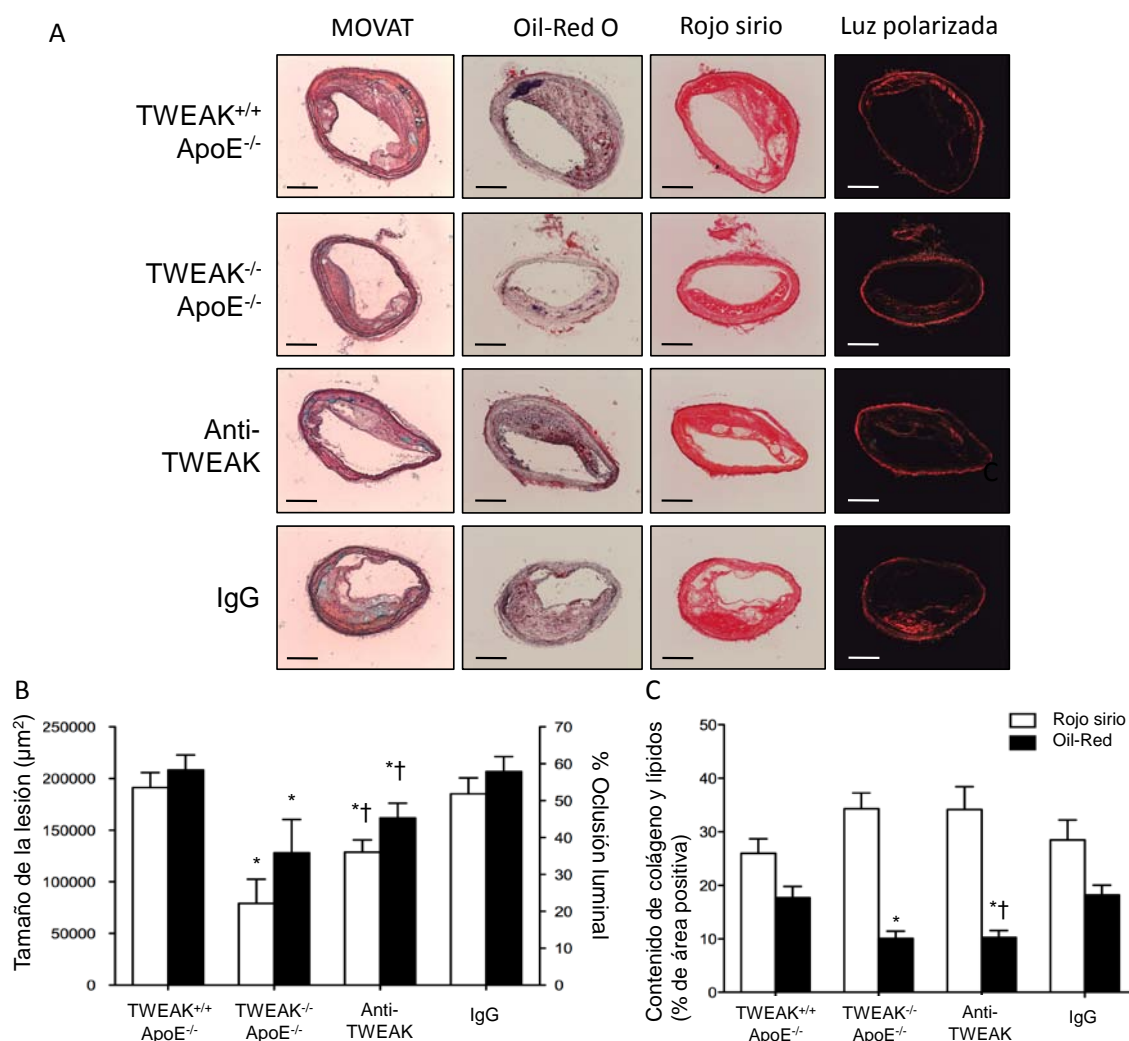 A
MOVAT
Oil-Red O
Rojo sirio
Luz polarizada
TWEAK+/+
ApoE-/-
TWEAK-/-
ApoE-/-
Anti-
TWEAK
C
IgG
B
Tamaño de la lesión (µm²)
250000
200000
150000
100000
50000
0
* *
*† *†
70
60
50
40
30
20
10
0
% Oclusión luminal
TWEAK+/+
ApoE-/-
TWEAK-/-
ApoE-/-
Anti-
TWEAK
IgG
C
Rojo sirio
Oil-Red
Contenido de colágeno y lípidos
(% de área positiva)
50
40
30
20
10
0
*
*†
TWEAK+/+
ApoE-/-
TWEAK-/-
ApoE-/-
Anti-
TWEAK
IgG